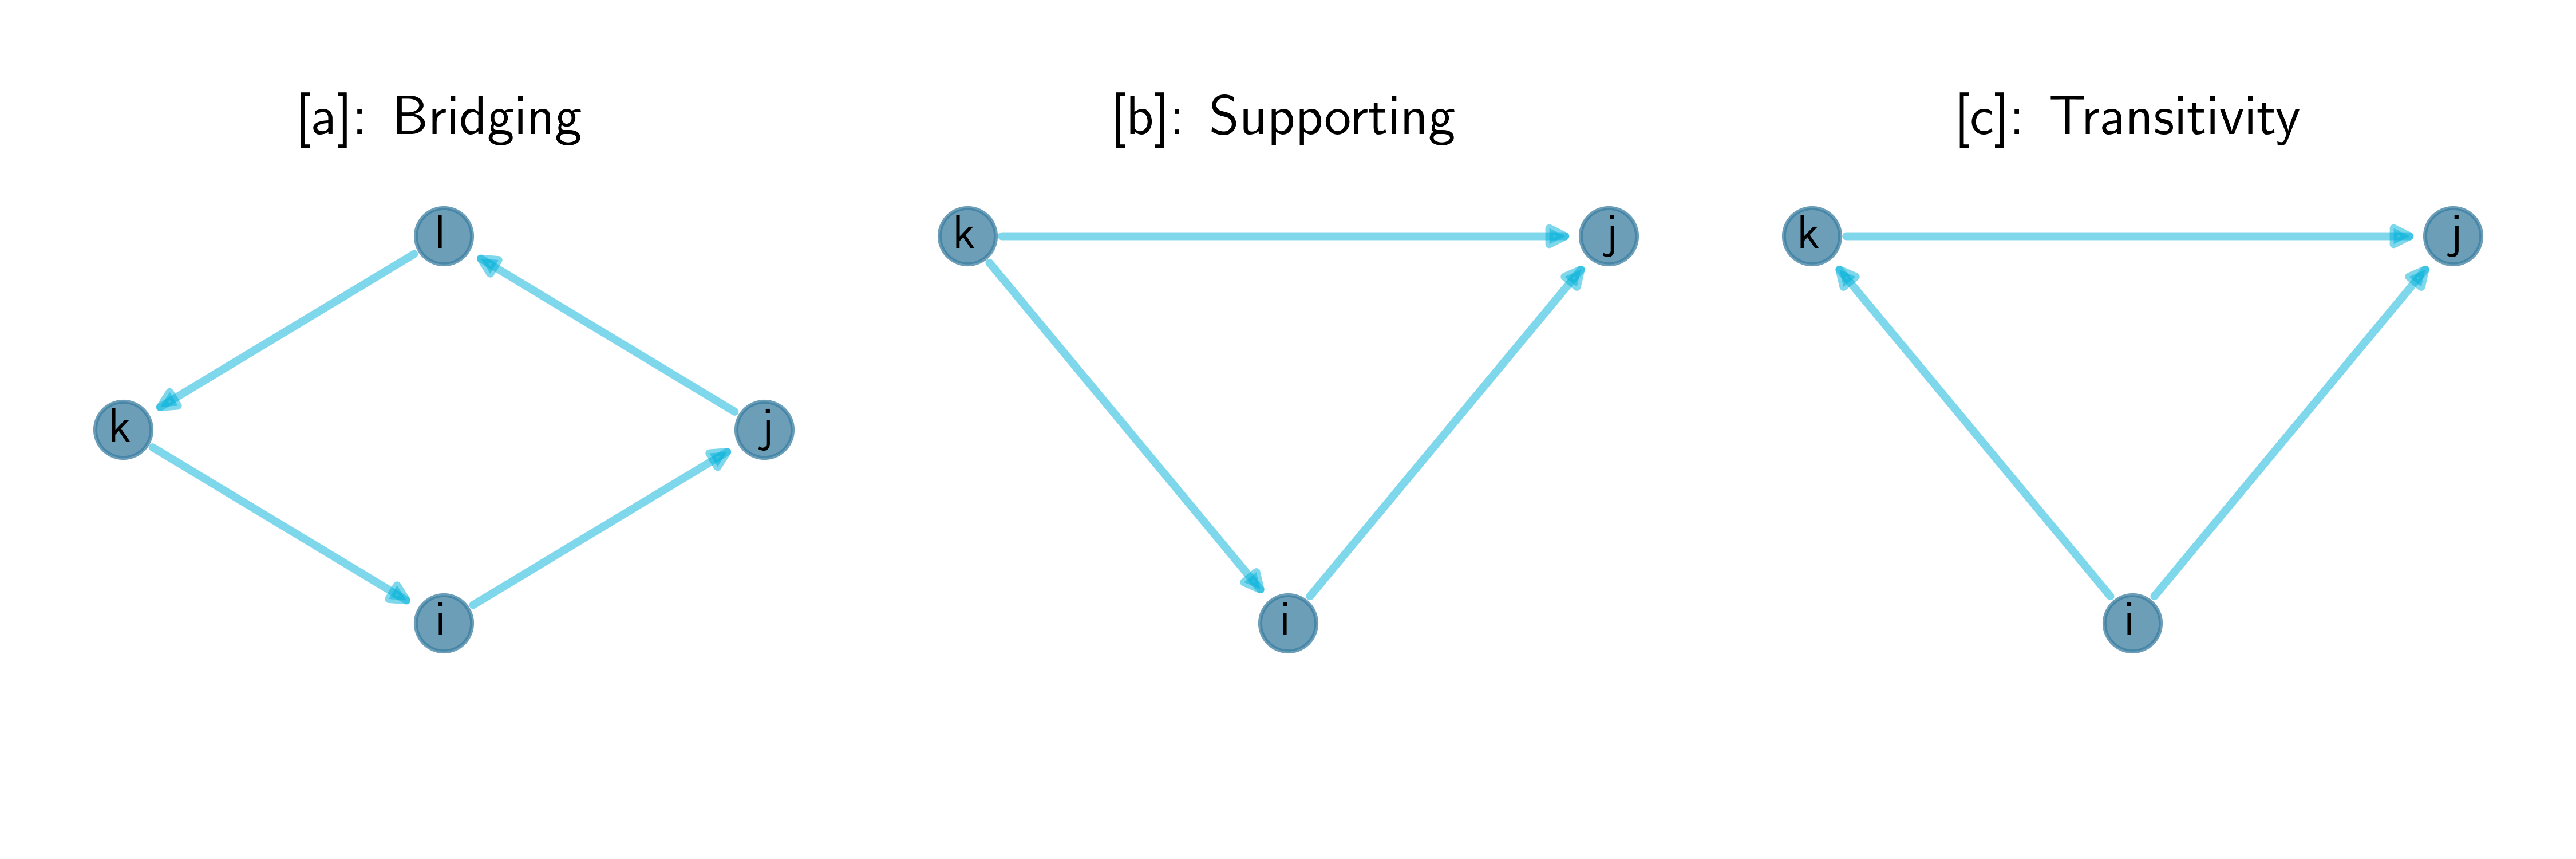 [a]: Bridging
l
k
j
i
[b]: Supporting
k
j
i
[c]: Transitivity
k
j
i